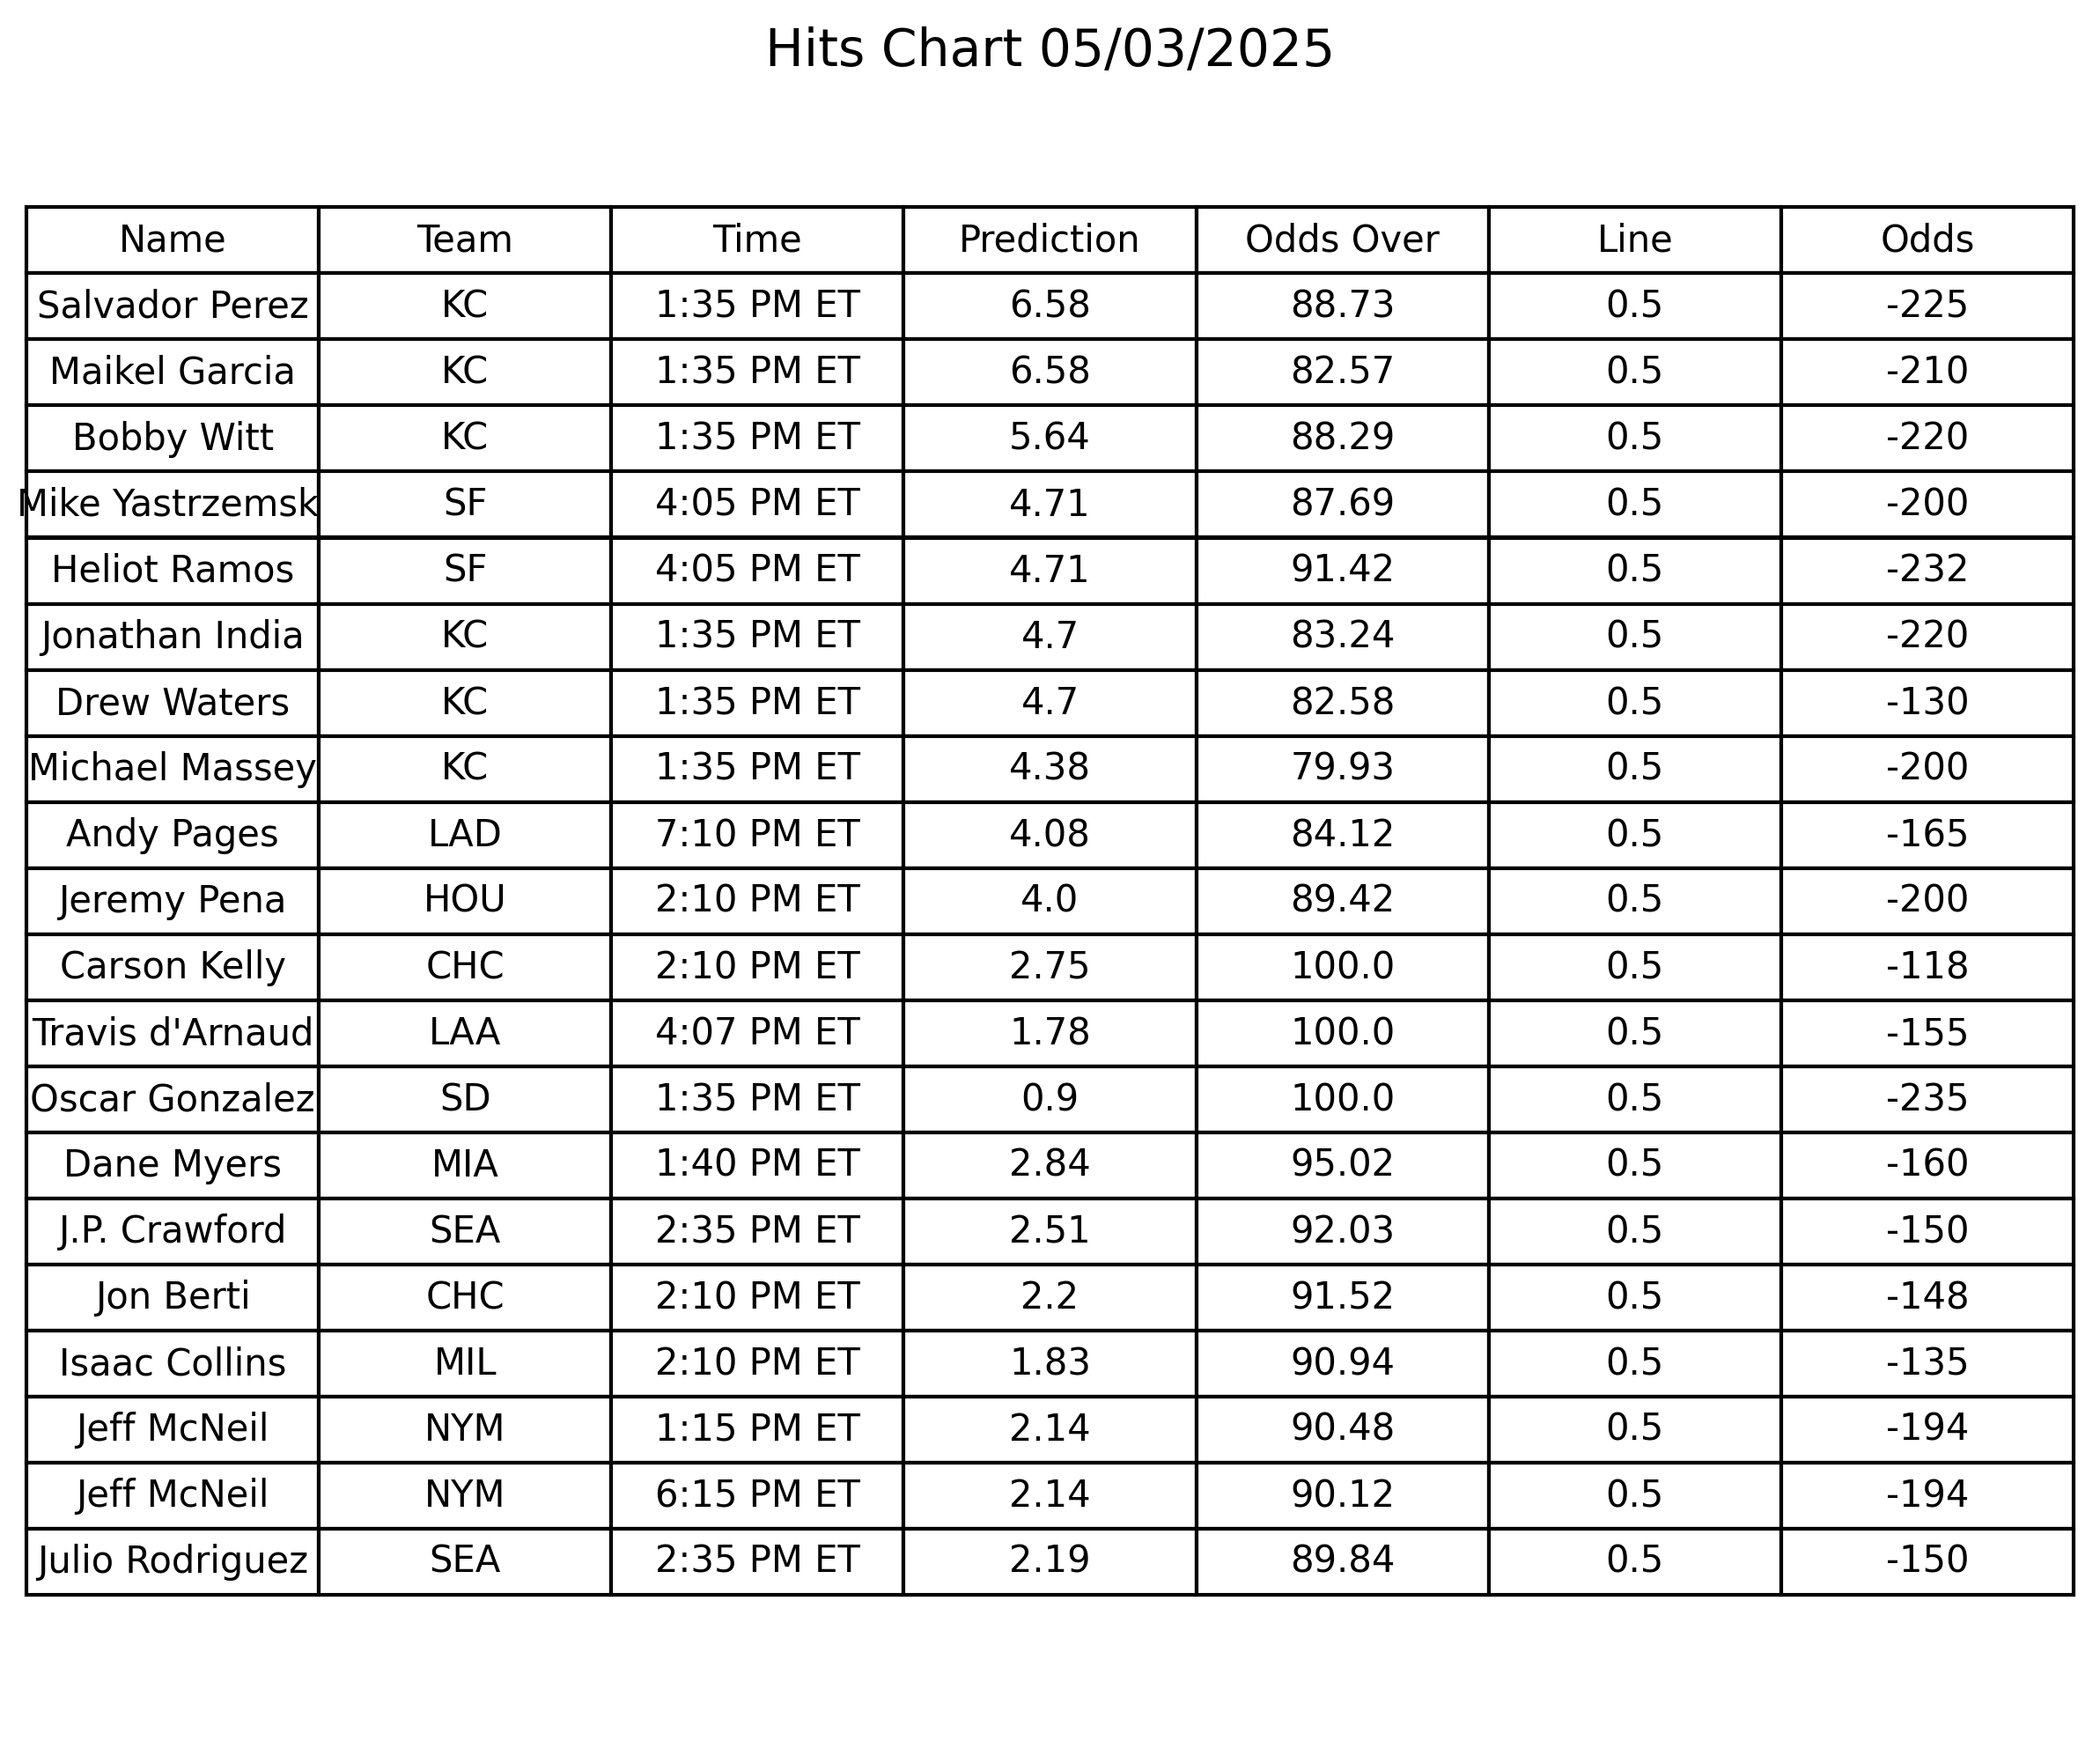 Hits Chart 05/03/2025
Name Team Time Prediction Odds Over Line Odds
Salvador Perez KC 1:35 PM ET 6.58 88.73 0.5 -225
Maikel Garcia KC 1:35 PM ET 6.58 82.57 0.5 -210
Bobby Witt KC 1:35 PM ET 5.64 88.29 0.5 -220
Mike Yastrzemsk SF 4:05 PM ET 4.71 87.69 0.5 -200
Heliot Ramos SF 4:05 PM ET 4.71 91.42 0.5 -232
Jonathan India KC 1:35 PM ET 4.7 83.24 0.5 -220
Drew Waters KC 1:35 PM ET 4.7 82.58 0.5 -130
Michael Massey KC 1:35 PM ET 4.38 79.93 0.5 -200
Andy Pages LAD 7:10 PM ET 4.08 84.12 0.5 -165
Jeremy Pena HOU 2:10 PM ET 4.0 89.42 0.5 -200
Carson Kelly CHC 2:10 PM ET 2.75 100.0 0.5 -118
Travis d'Arnaud LAA 4:07 PM ET 1.78 100.0 0.5 -155
Oscar Gonzalez SD 1:35 PM ET 0.9 100.0 0.5 -235
Dane Myers MIA 1:40 PM ET 2.84 95.02 0.5 -160
J.P. Crawford SEA 2:35 PM ET 2.51 92.03 0.5 -150
Jon Berti CHC 2:10 PM ET 2.2 91.52 0.5 -148
Isaac Collins MIL 2:10 PM ET 1.83 90.94 0.5 -135
Jeff McNeil NYM 1:15 PM ET 2.14 90.48 0.5 -194
Jeff McNeil NYM 6:15 PM ET 2.14 90.12 0.5 -194
Julio Rodriguez SEA 2:35 PM ET 2.19 89.84 0.5 -150